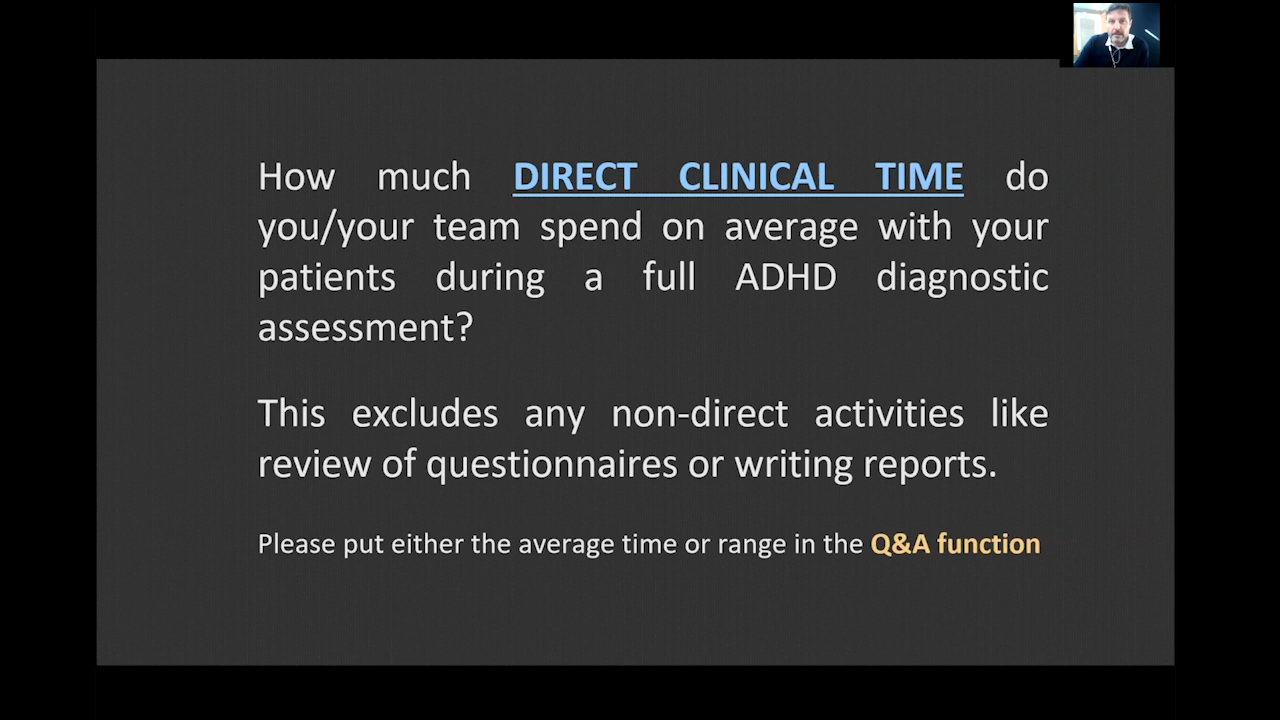 How much DIRECT CLINICAL TIME do
you/your team spend on average with your
patients during a full ADHD diagnostic
assessment?
This excludes any non-direct activities like
review of questionnaires or writing reports.
Please put either the average time or range in the Q&A function